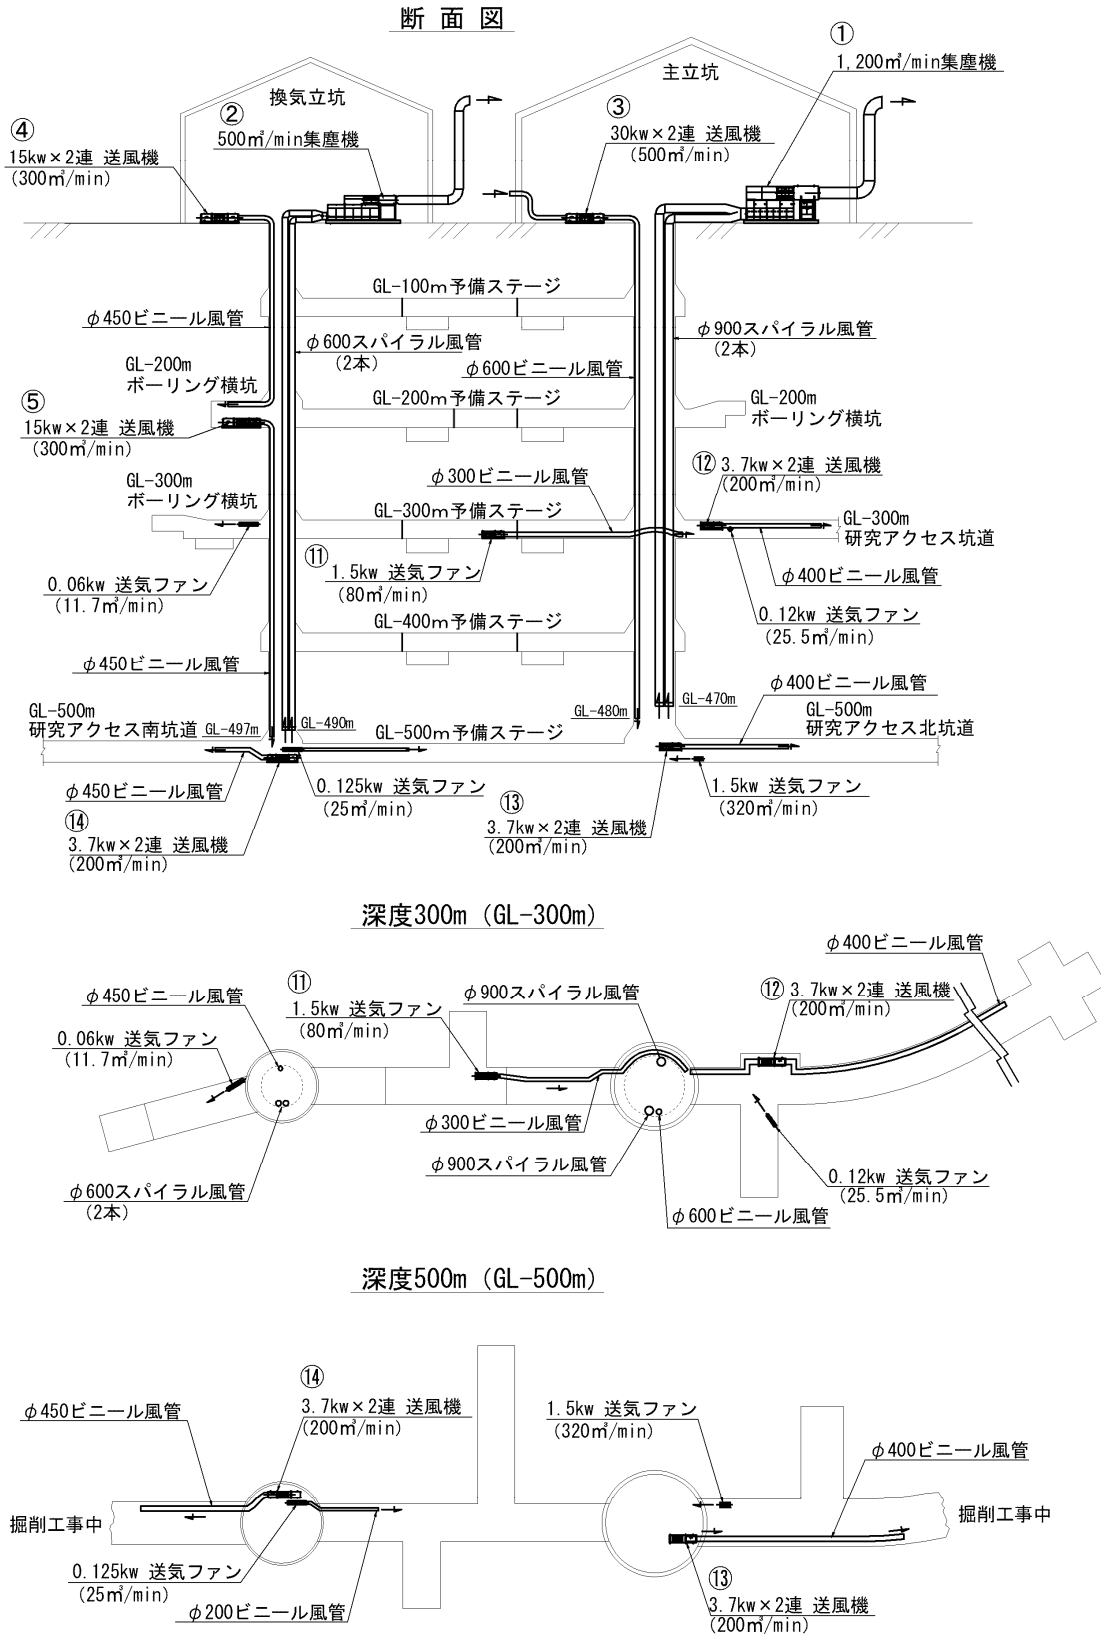 断面図
①
1,200㎥/min集塵機
主立坑
換気立坑
②
500㎥/min集塵機
③
30kw×2連 送風機
(500㎥/min)
④
15kw×2連 送風機
(300㎥/min)
GL-100m予備ステージ
φ450ビニール風管
φ600スパイラル風管
(2本)
φ900スパイラル風管
(2本)
φ600ビニール風管
GL-200m
ボーリング横坑
GL-200m予備ステージ
GL-200m
ボーリング横坑
⑤
15kw×2連 送風機
(300㎥/min)
φ300ビニール風管
⑫ 3.7kw×2連 送風機
(200㎥/min)
GL-300m
ボーリング横坑
GL-300m予備ステージ
GL-300m
研究アクセス坑道
⑪
1.5kw 送気ファン
(80㎥/min)
0.06kw 送気ファン
(11.7㎥/min)
φ400ビニール風管
0.12kw 送気ファン
(25.5㎥/min)
GL-400m予備ステージ
φ450ビニール風管
φ400ビニール風管
GL-500m
研究アクセス南坑道
GL-497m
GL-490m
GL-480m
GL-470m
GL-500m予備ステージ
GL-500m
研究アクセス北坑道
φ450ビニール風管
0.125kw 送気ファン
(25㎥/min)
1.5kw 送気ファン
(320㎥/min)
⑬
3.7kw×2連 送風機
(200㎥/min)
⑭
3.7kw×2連 送風機
(200㎥/min)
深度300m (GL-300m)
φ400ビニール風管
φ450ビニール風管
⑪
1.5kw 送気ファン
(80㎥/min)
φ900スパイラル風管
⑫ 3.7kw×2連 送風機
(200㎥/min)
0.06kw 送気ファン
(11.7㎥/min)
φ300ビニール風管
φ900スパイラル風管
0.12kw 送気ファン
(25.5㎥/min)
φ600スパイラル風管
(2本)
φ600ビニール風管
深度500m (GL-500m)
⑭
φ450ビニール風管
3.7kw×2連 送風機
(200㎥/min)
1.5kw 送気ファン
(320㎥/min)
φ400ビニール風管
掘削工事中
掘削工事中
0.125kw 送気ファン
(25㎥/min)
φ200ビニール風管
⑬
3.7kw×2連 送風機
(200㎥/min)